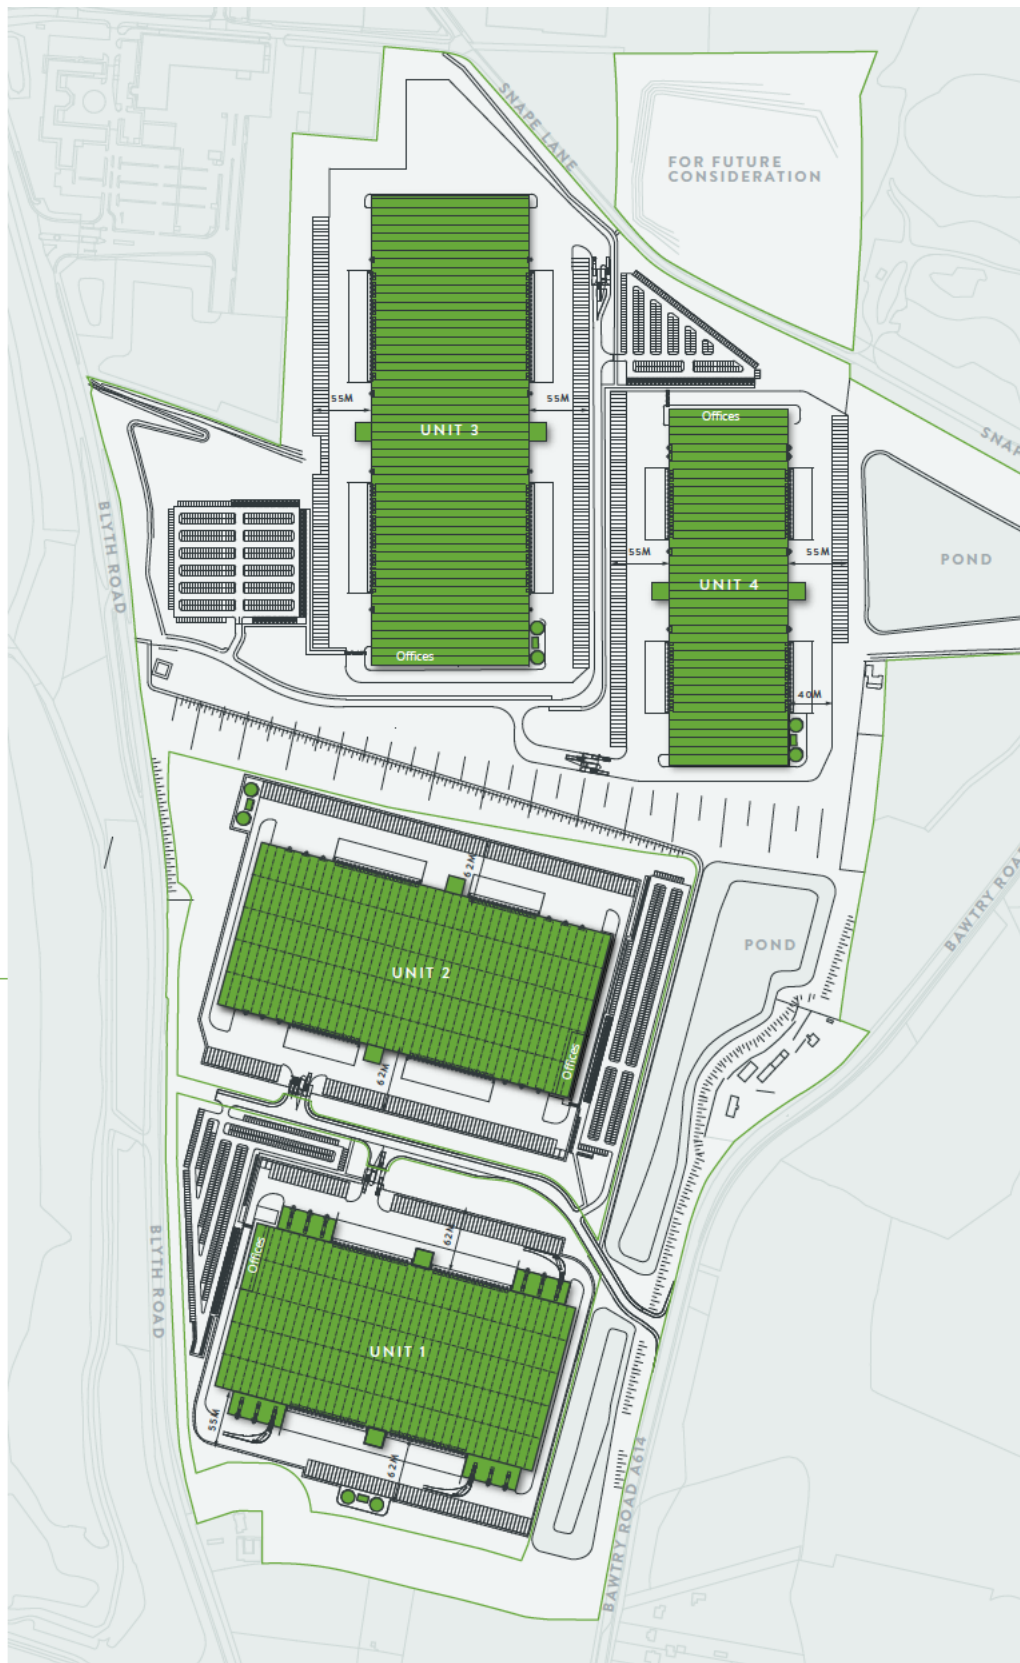 SNAPE LANE
FOR FUTURE
CONSIDERATION
55M
55M
UNIT 3
Offices
SNAP
BLYTH ROAD
POND
55M
55M
UNIT 4
Offices
40M
62M
BAWTRY ROAD
POND
UNIT 2
Offices
62M
62M
Offices
BLYTH ROAD
UNIT 1
55M
62M
BAWTRY ROAD A614